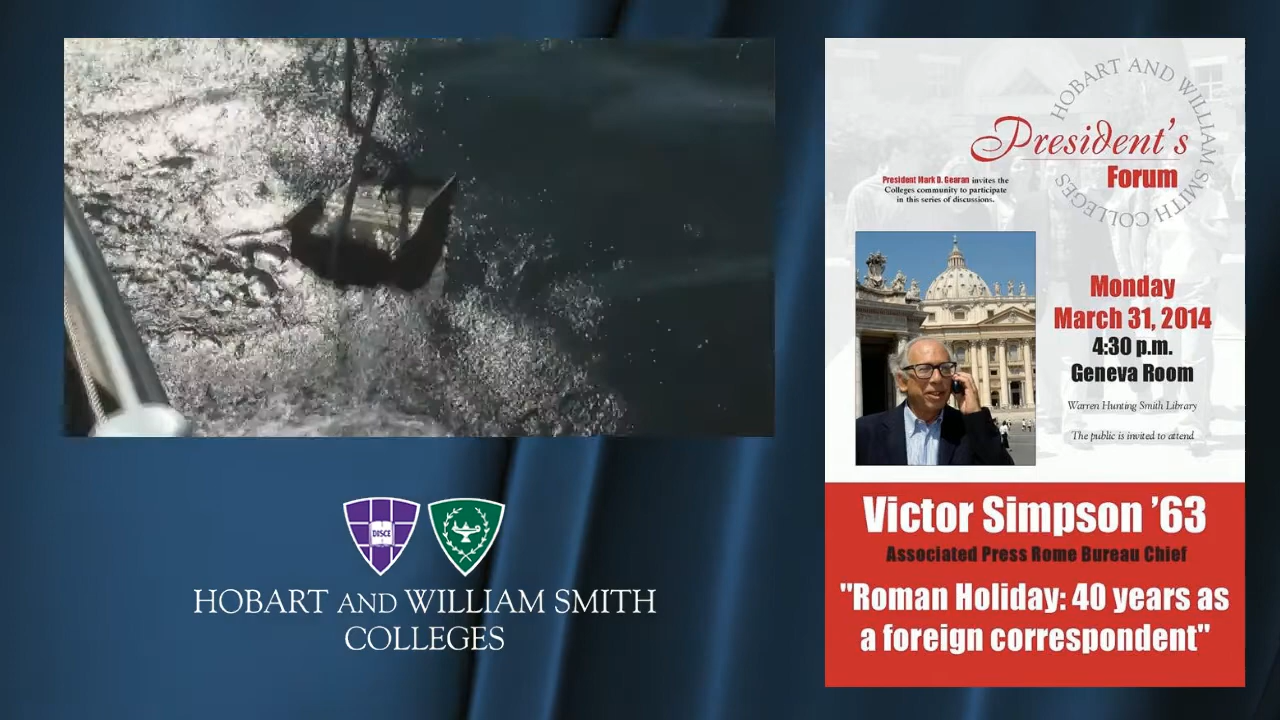 HOBART AND WILLIAM SMITH COLLEGES
President's
Forum
President Mark D. Gearan invites the
Colleges community to participate
in this series of discussions.
Monday
March 31, 2014
4:30 p.m.
Geneva Room
Warren Hunting Smith Library
The public is invited to attend
Victor Simpson ’63
Associated Press Rome Bureau Chief
"Roman Holiday: 40 years as
a foreign correspondent"
DISCE
HOBART AND WILLIAM SMITH
COLLEGES